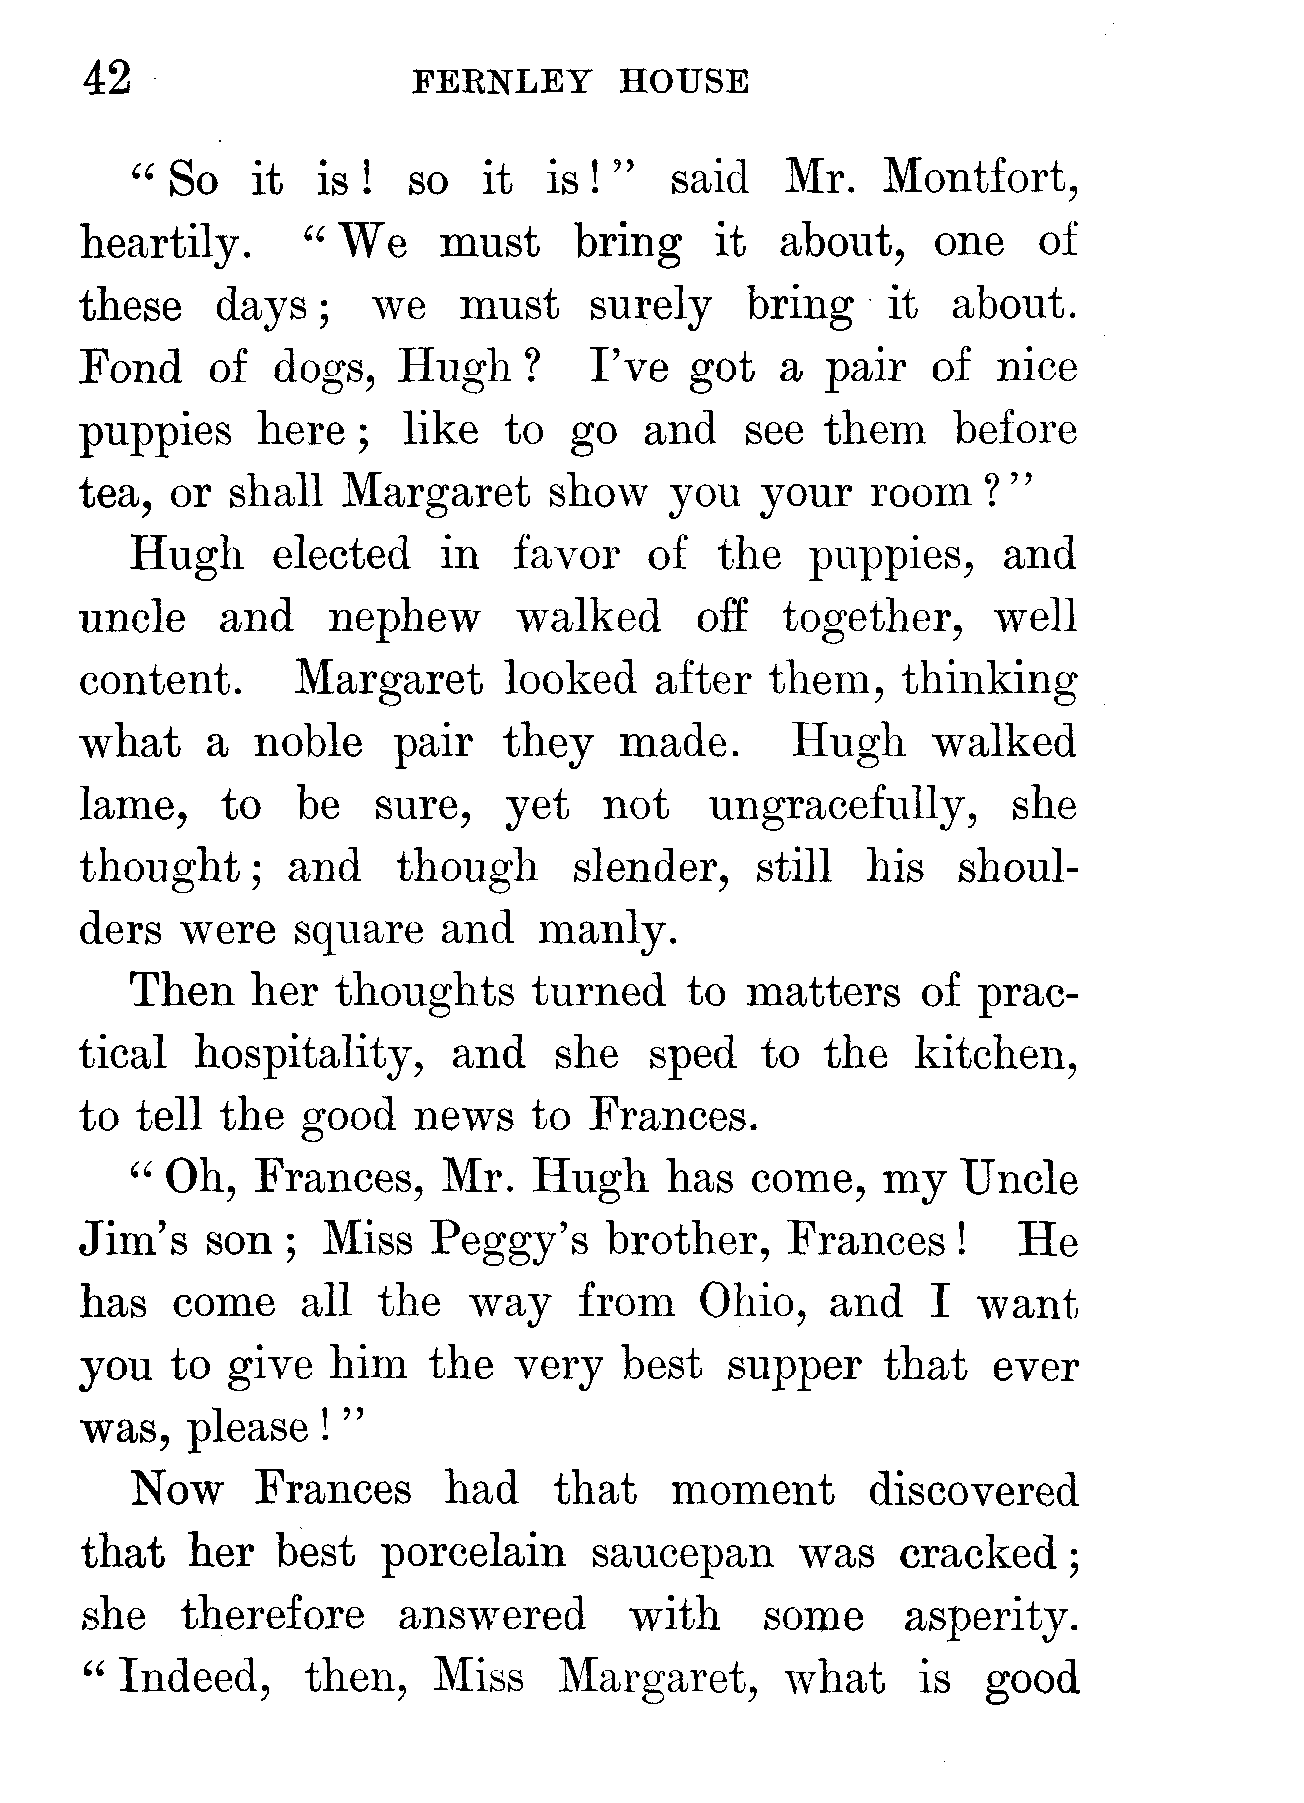 42 FERNLEY HOUSE
“ So it is ! so it is ! ” said Mr. Montfort,
heartily. “ We must bring it about, one of
these days ; we must surely bring it about.
Fond of dogs, Hugh ? I’ve got a pair of nice
puppies here ; like to go and see them before
tea, or shall Margaret show you your room ? ”
Hugh elected in favor of the puppies, and
uncle and nephew walked off together, well
content. Margaret looked after them, thinking
what a noble pair they made. Hugh walked
lame, to be sure, yet not ungracefully, she
thought ; and though slender, still his shoul-
ders were square and manly.
Then her thoughts turned to matters of prac-
tical hospitality, and she sped to the kitchen,
to tell the good news to Frances.
“ Oh, Frances, Mr. Hugh has come, my Uncle
Jim’s son ; Miss Peggy’s brother, Frances ! He
has come all the way from Ohio, and I want
you to give him the very best supper that ever
was, please ! ”
Now Frances had that moment discovered
that her best porcelain saucepan was cracked ;
she therefore answered with some asperity.
“ Indeed, then, Miss Margaret, what is good